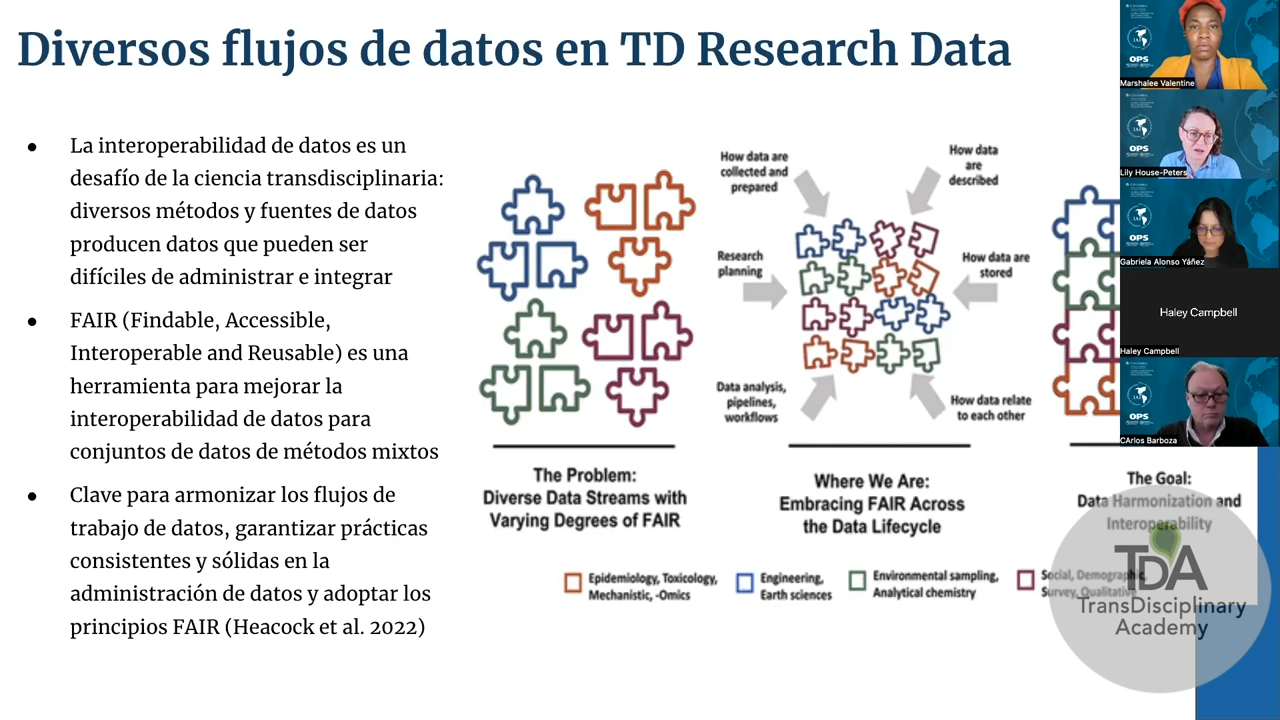 Diversos flujos de datos en TD Research Data
● La interoperabilidad de datos es un
desafío de la ciencia transdisciplinaria:
diversos métodos y fuentes de datos
producen datos que pueden ser
difíciles de administrar e integrar
● FAIR (Findable, Accessible,
Interoperable and Reusable) es una
herramienta para mejorar la
interoperabilidad de datos para
conjuntos de datos de métodos mixtos
● Clave para armonizar los flujos de
trabajo de datos, garantizar prácticas
consistentes y sólidas en la
administración de datos y adoptar los
principios FAIR (Heacock et al. 2022)
The Problem:
Diverse Data Streams with
Varying Degrees of FAIR
How data are
collected and
prepared
How data
are
described
Research
planning
How data are
stored
Data analysis,
pipelines,
workflows
How data relate
to each other
Where We Are:
Embracing FAIR Across
the Data Lifecycle
The Goal:
Data Harmonization and
Interoperability
Epidemiology, Toxicology,
Mechanistic, -Omics
Engineering,
Earth sciences
Environmental sampling,
Analytical chemistry
Social, Demographic,
Survey, Qualitative
TDA
TransDisciplinary
Academy
OPS
Marshalee Valentine
OPS
Lily House-Peters
OPS
Gabriela Alonso Yáñez
Haley Campbell
Haley Campbell
OPS
CArlos Barboza